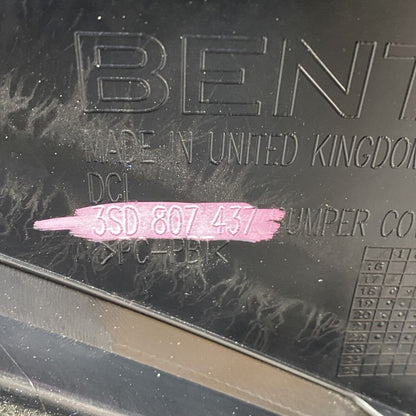 BENT
MADE IN UNITED KINGDOM
DCI
3SD 807 437 UMPER CO
>PC-PBT<